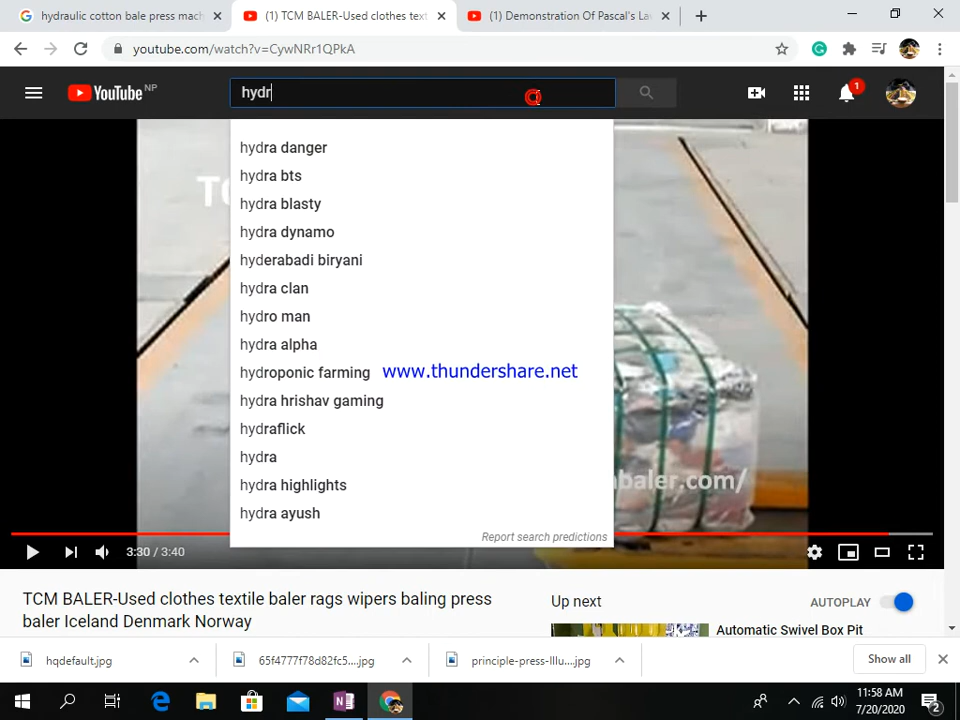 hydraulic cotton bale press mach
(1) TCM BALER-Used clothes text
(1) Demonstration Of Pascal's La
youtube.com/watch?v=CywNRr1QPkA
YouTube NP
hydr
1
hydra danger
hydra bts
hydra blasty
hydra dynamo
hyderabadi biryani
hydra clan
hydro man
hydra alpha
hydroponic farming www.thundershare.net
hydra hrishav gaming
hydraflick
hydra
hydra highlights
baler.com/
hydra ayush
Report search predictions
3:30 / 3:40
TCM BALER-Used clothes textile baler rags wipers baling press
baler Iceland Denmark Norway
Up next
AUTOPLAY
Automatic Swivel Box Pit
hqdefault.jpg
65f4777f78d82fc5....jpg
principle-press-Illu....jpg
Show all
11:58 AM
7/20/2020
2